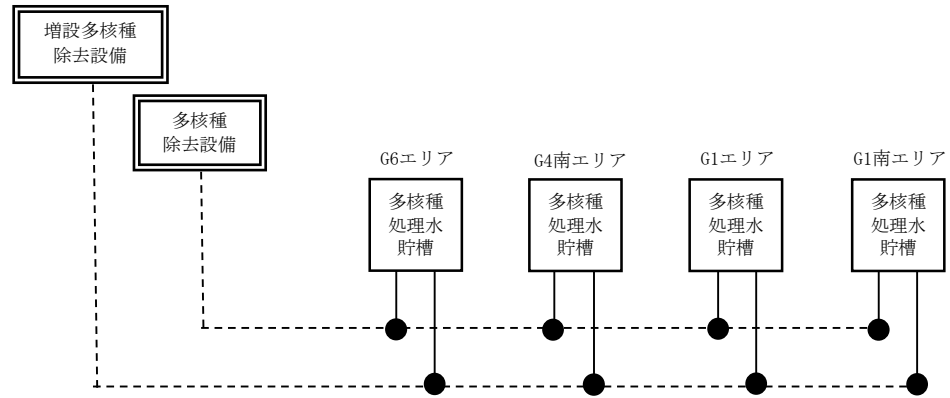 増設多核種
除去設備
多核種
除去設備
G6エリア
多核種
処理水
貯槽
G4南エリア
多核種
処理水
貯槽
G1エリア
多核種
処理水
貯槽
G1南エリア
多核種
処理水
貯槽